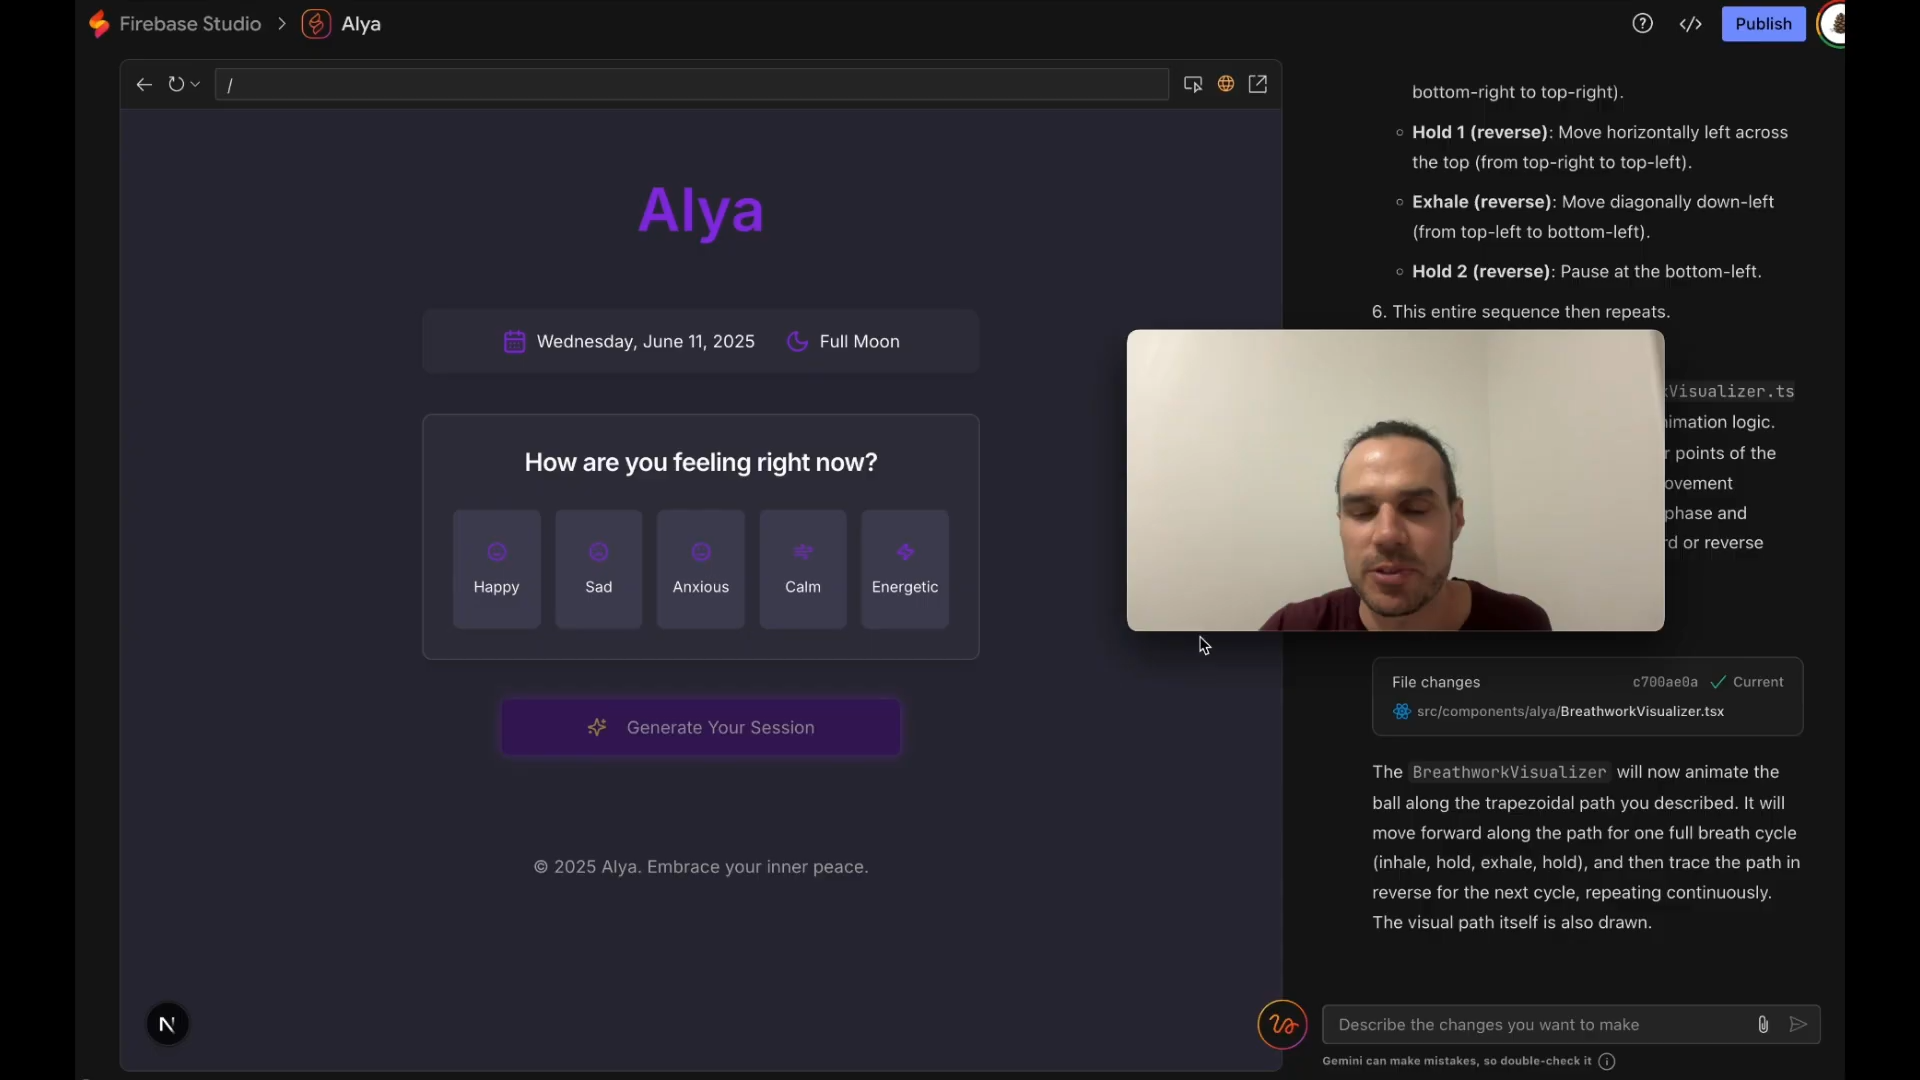 Firebase Studio > Alya
Publish
/
Alya
Wednesday, June 11, 2025 Full Moon
How are you feeling right now?
Happy Sad Anxious Calm Energetic
Generate Your Session
© 2025 Alya. Embrace your inner peace.
N
bottom-right to top-right).
Hold 1 (reverse): Move horizontally left across
the top (from top-right to top-left).
Exhale (reverse): Move diagonally down-left
(from top-left to bottom-left).
Hold 2 (reverse): Pause at the bottom-left.
6. This entire sequence then repeats.
Visualizer.ts
imation logic.
points of the
ovement
phase and
or reverse
File changes c700ae0a Current
src/components/alya/BreathworkVisualizer.tsx
The BreathworkVisualizer will now animate the
ball along the trapezoidal path you described. It will
move forward along the path for one full breath cycle
(inhale, hold, exhale, hold), and then trace the path in
reverse for the next cycle, repeating continuously.
The visual path itself is also drawn.
Describe the changes you want to make
Gemini can make mistakes, so double-check it